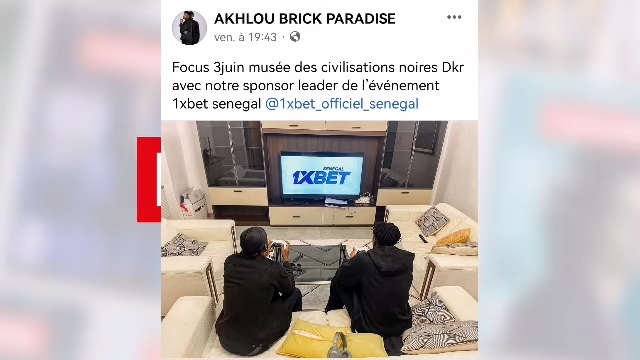 AKHLOU BRICK PARADISE
ven. à 19:43 ·
Focus 3juin musée des civilisations noires Dkr
avec notre sponsor leader de l'événement
1xbet senegal @1xbet_officiel_senegal
SENEGAL
1XBET